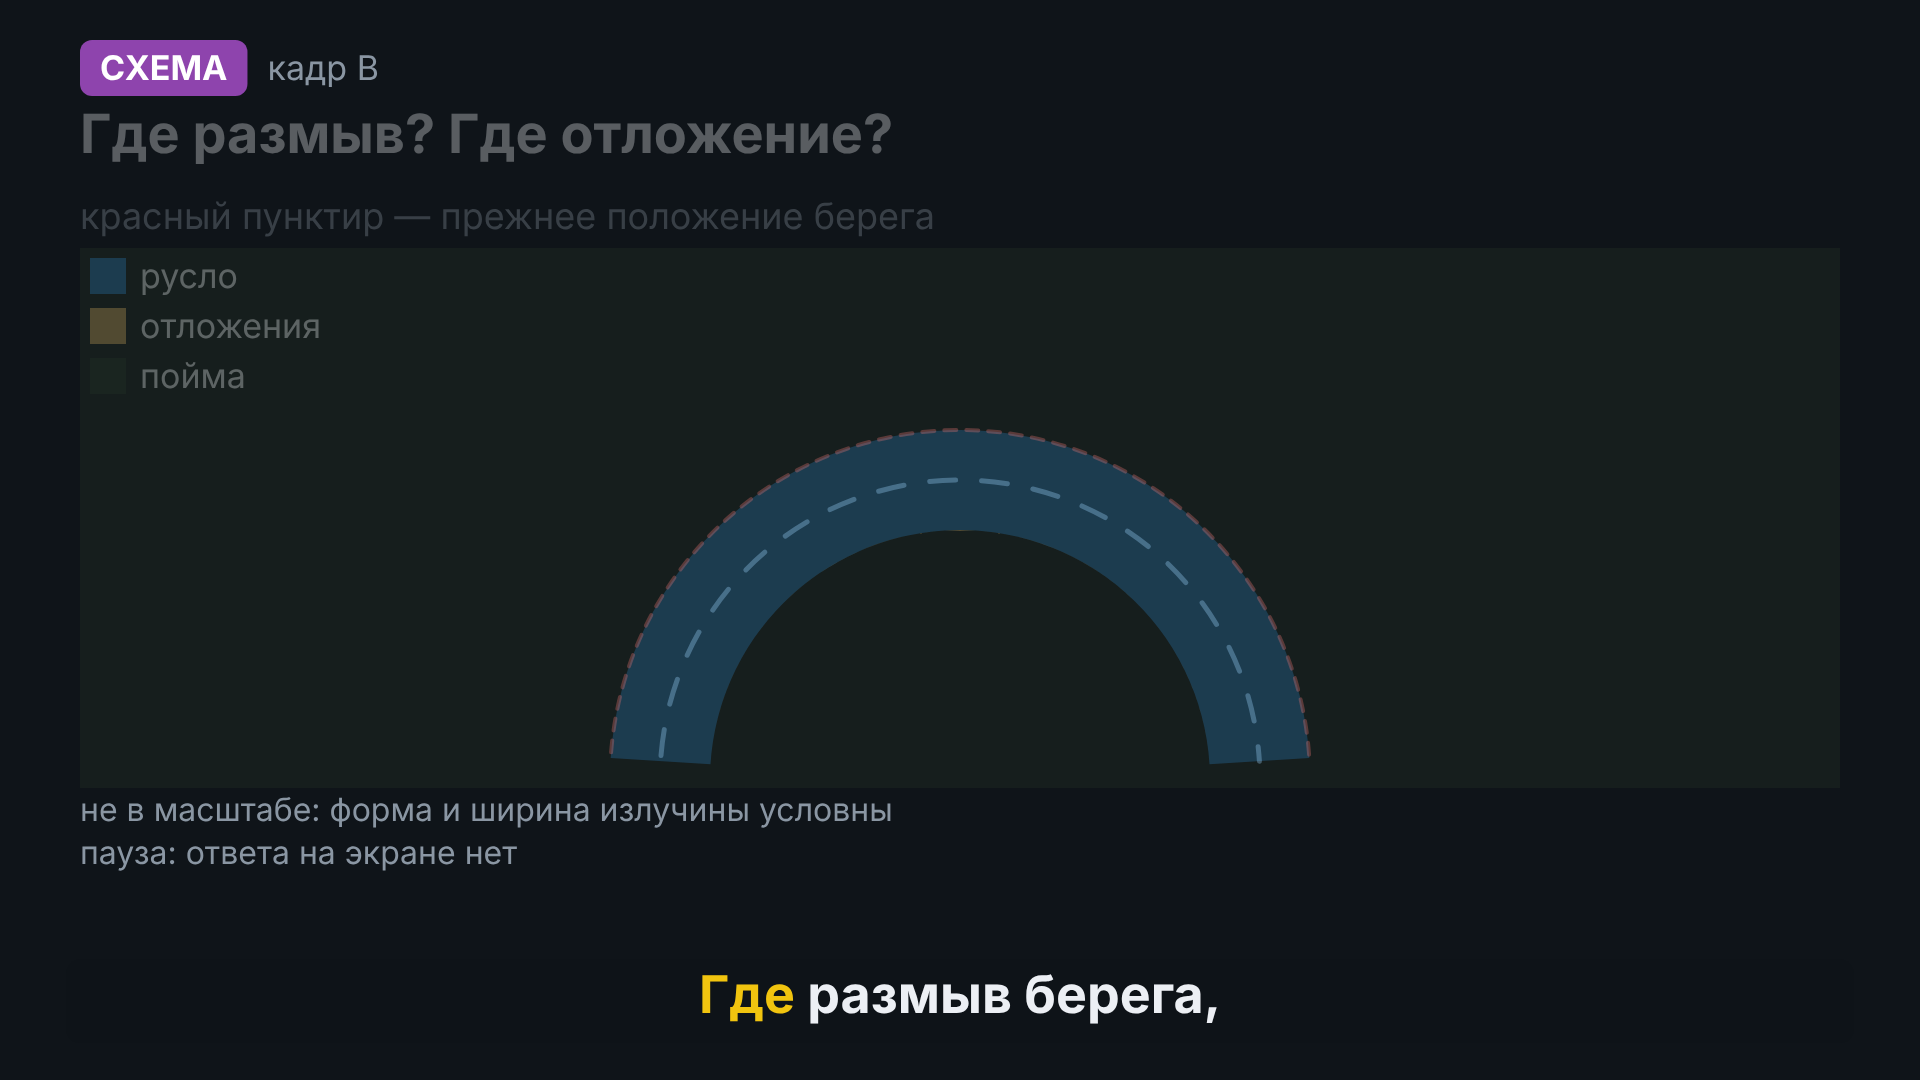 СХЕМА кадр B
Где размыв? Где отложение?
красный пунктир — прежнее положение берега
русло
отложения
пойма
не в масштабе: форма и ширина излучины условны
пауза: ответа на экране нет
Где размыв берега,